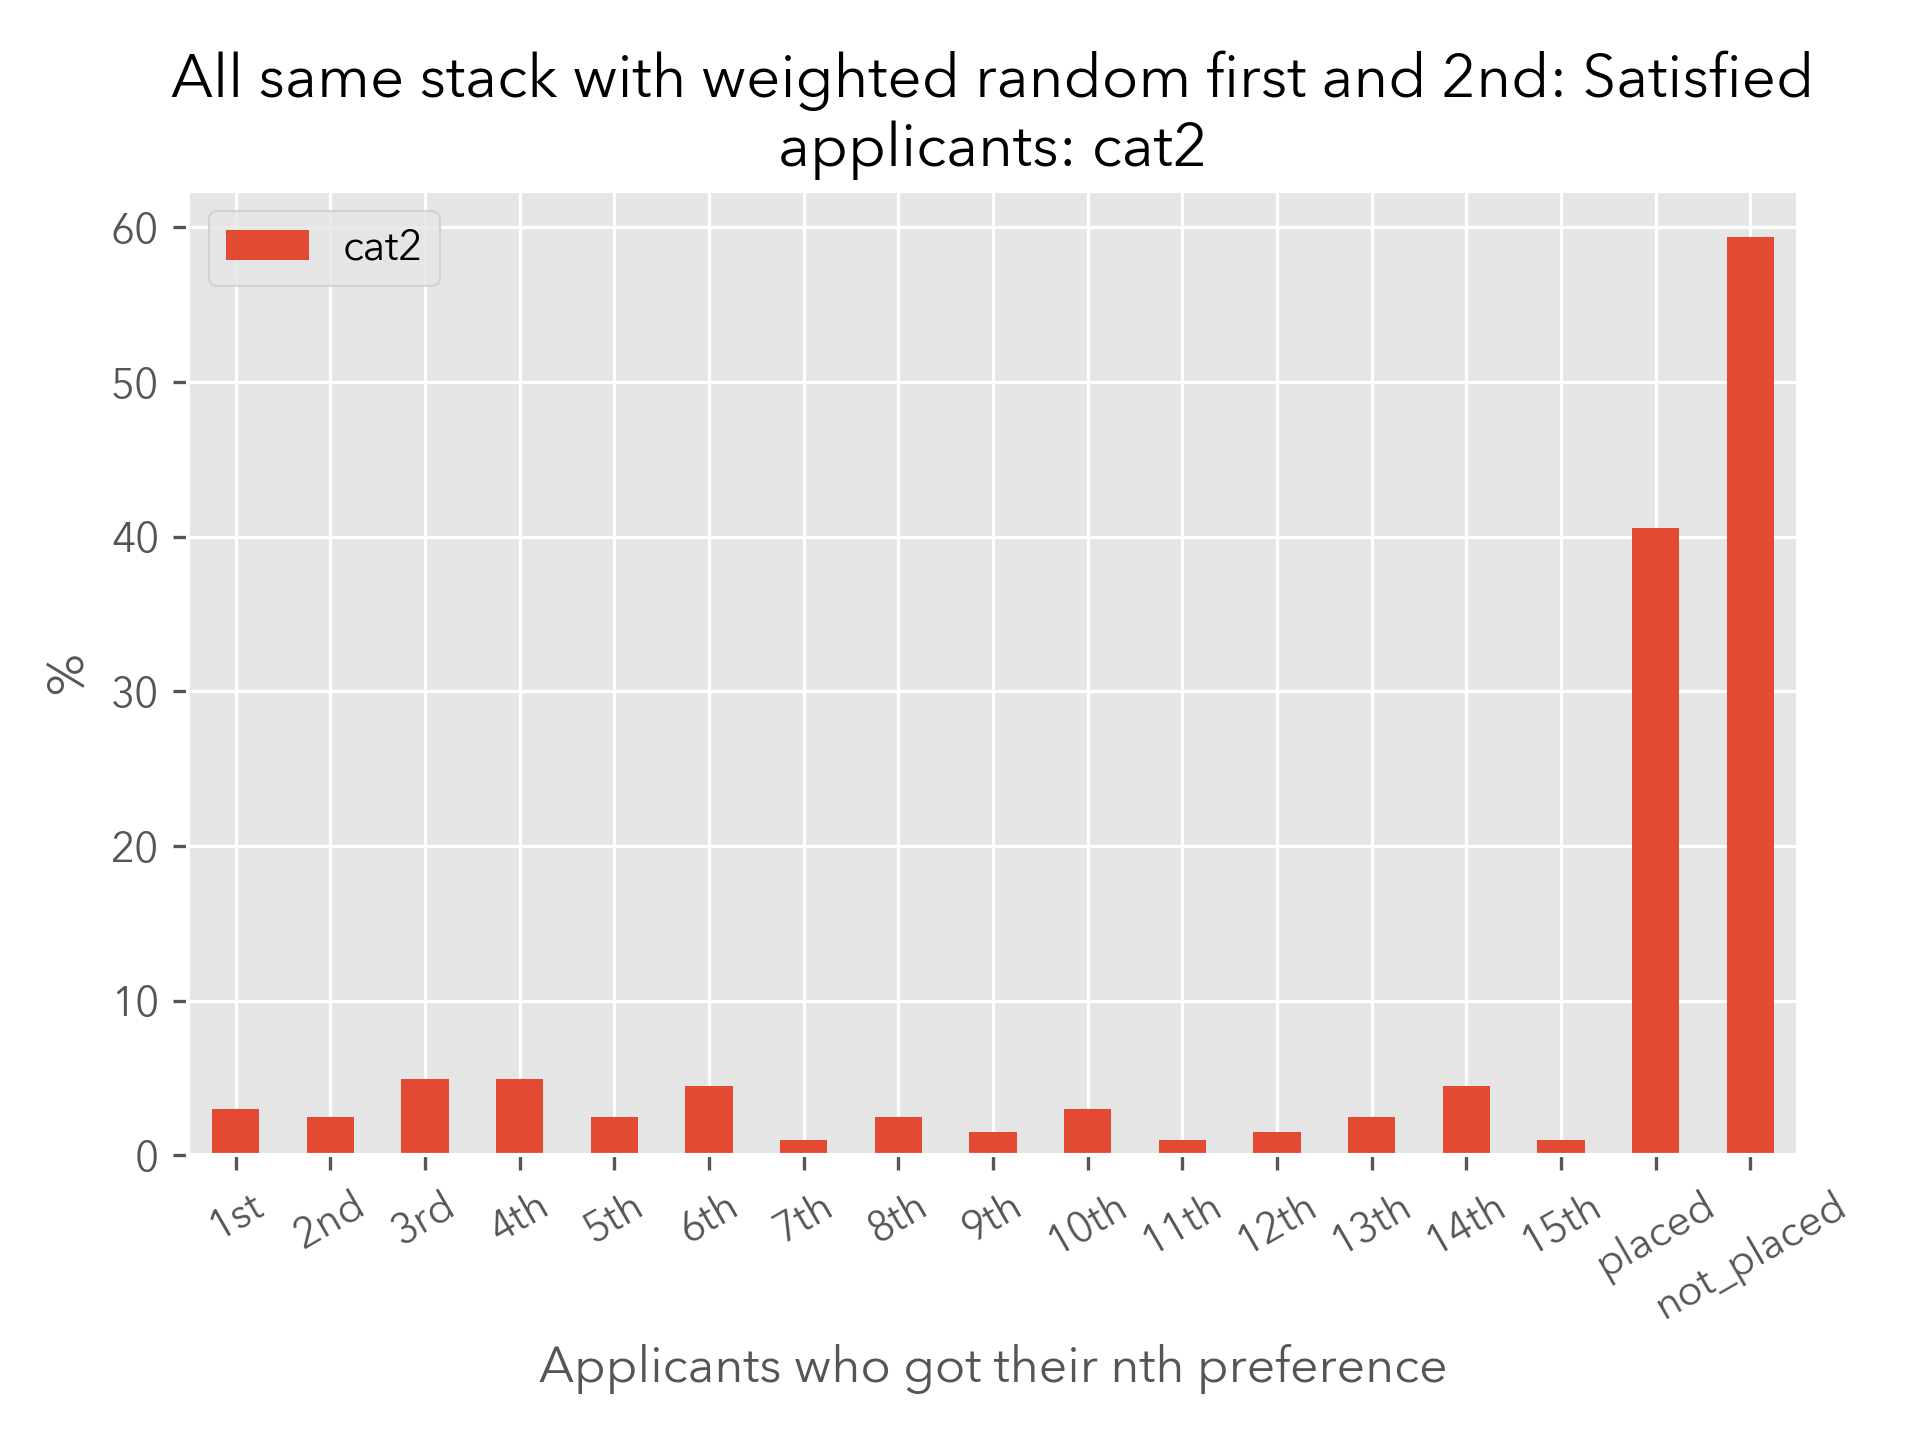 All same stack with weighted random first and 2nd: Satisfied
applicants: cat2
cat2
60
50
40
30
20
10
0
%
1st 2nd 3rd 4th 5th 6th 7th 8th 9th 10th 11th 12th 13th 14th 15th placed not_placed
Applicants who got their nth preference